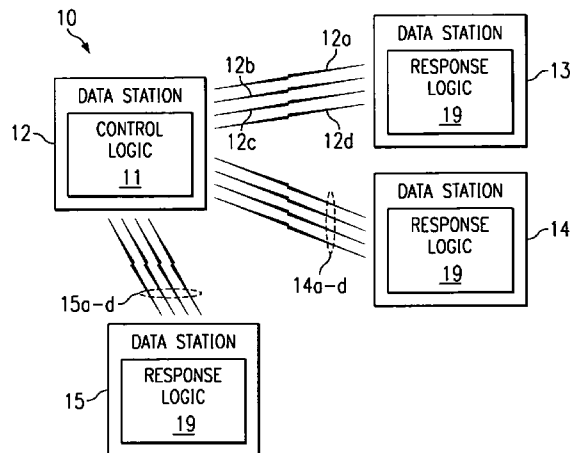 10
DATA STATION
CONTROL
LOGIC
11
12
12a
12b
12c
12d
DATA STATION
RESPONSE
LOGIC
19
13
DATA STATION
RESPONSE
LOGIC
19
14
14a-d
15a-d
DATA STATION
RESPONSE
LOGIC
19
15